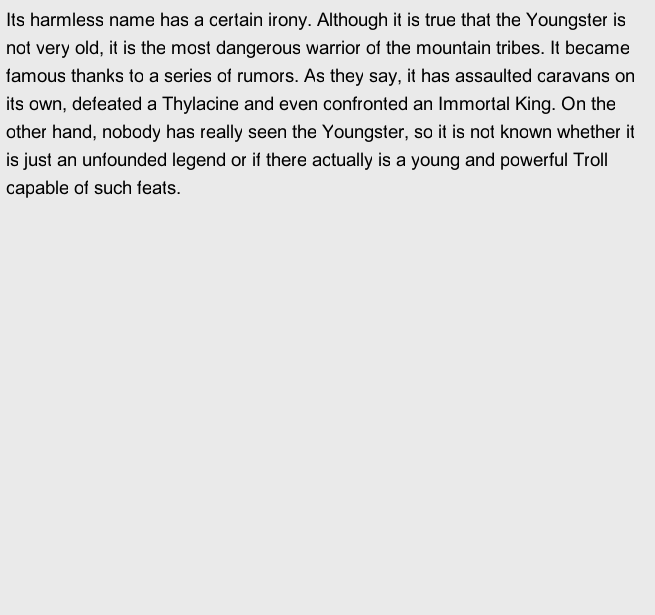 Its harmless name has a certain irony. Although it is true that the Youngster is
not very old, it is the most dangerous warrior of the mountain tribes. It became
famous thanks to a series of rumors. As they say, it has assaulted caravans on
its own, defeated a Thylacine and even confronted an Immortal King. On the
other hand, nobody has really seen the Youngster, so it is not known whether it
is just an unfounded legend or if there actually is a young and powerful Troll
capable of such feats.